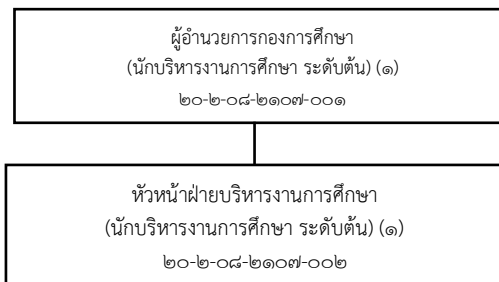 ผู้อำนวยการกองการศึกษา
(นักบริหารงานการศึกษา ระดับต้น) (๑)
๒๐-๒-๐๘-๒๑๐๗-๐๐๑
หัวหน้าฝ่ายบริหารงานการศึกษา
(นักบริหารงานการศึกษา ระดับต้น) (๑)
๒๐-๒-๐๘-๒๑๐๗-๐๐๒